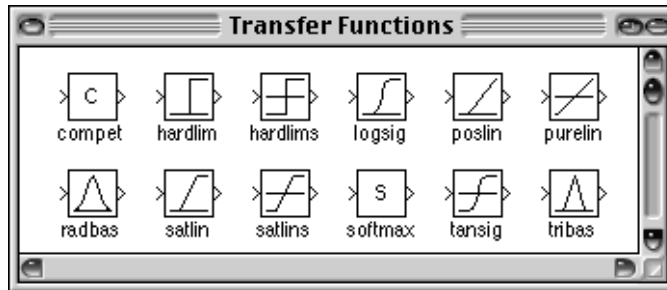 Transfer Functions
C
compet hardlim hardlims logsig poslin purelin
S
radbas satlin satlins softmax tansig tribas